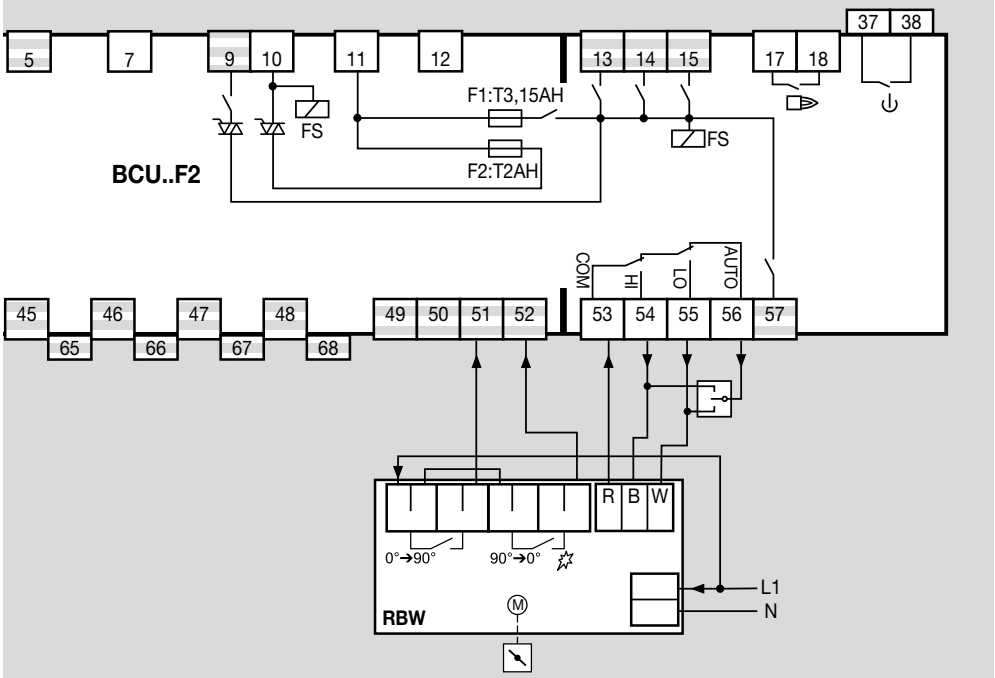 37 38
5 7 9 10 11 12 13 14 15 17 18
F1:T3,15AH
FS
FS
F2:T2AH
BCU..F2
COM HI LO AUTO
45 46 47 48 49 50 51 52 53 54 55 56 57
65 66 67 68
R B W
0°→90° 90°→0°
L1
M
N
RBW